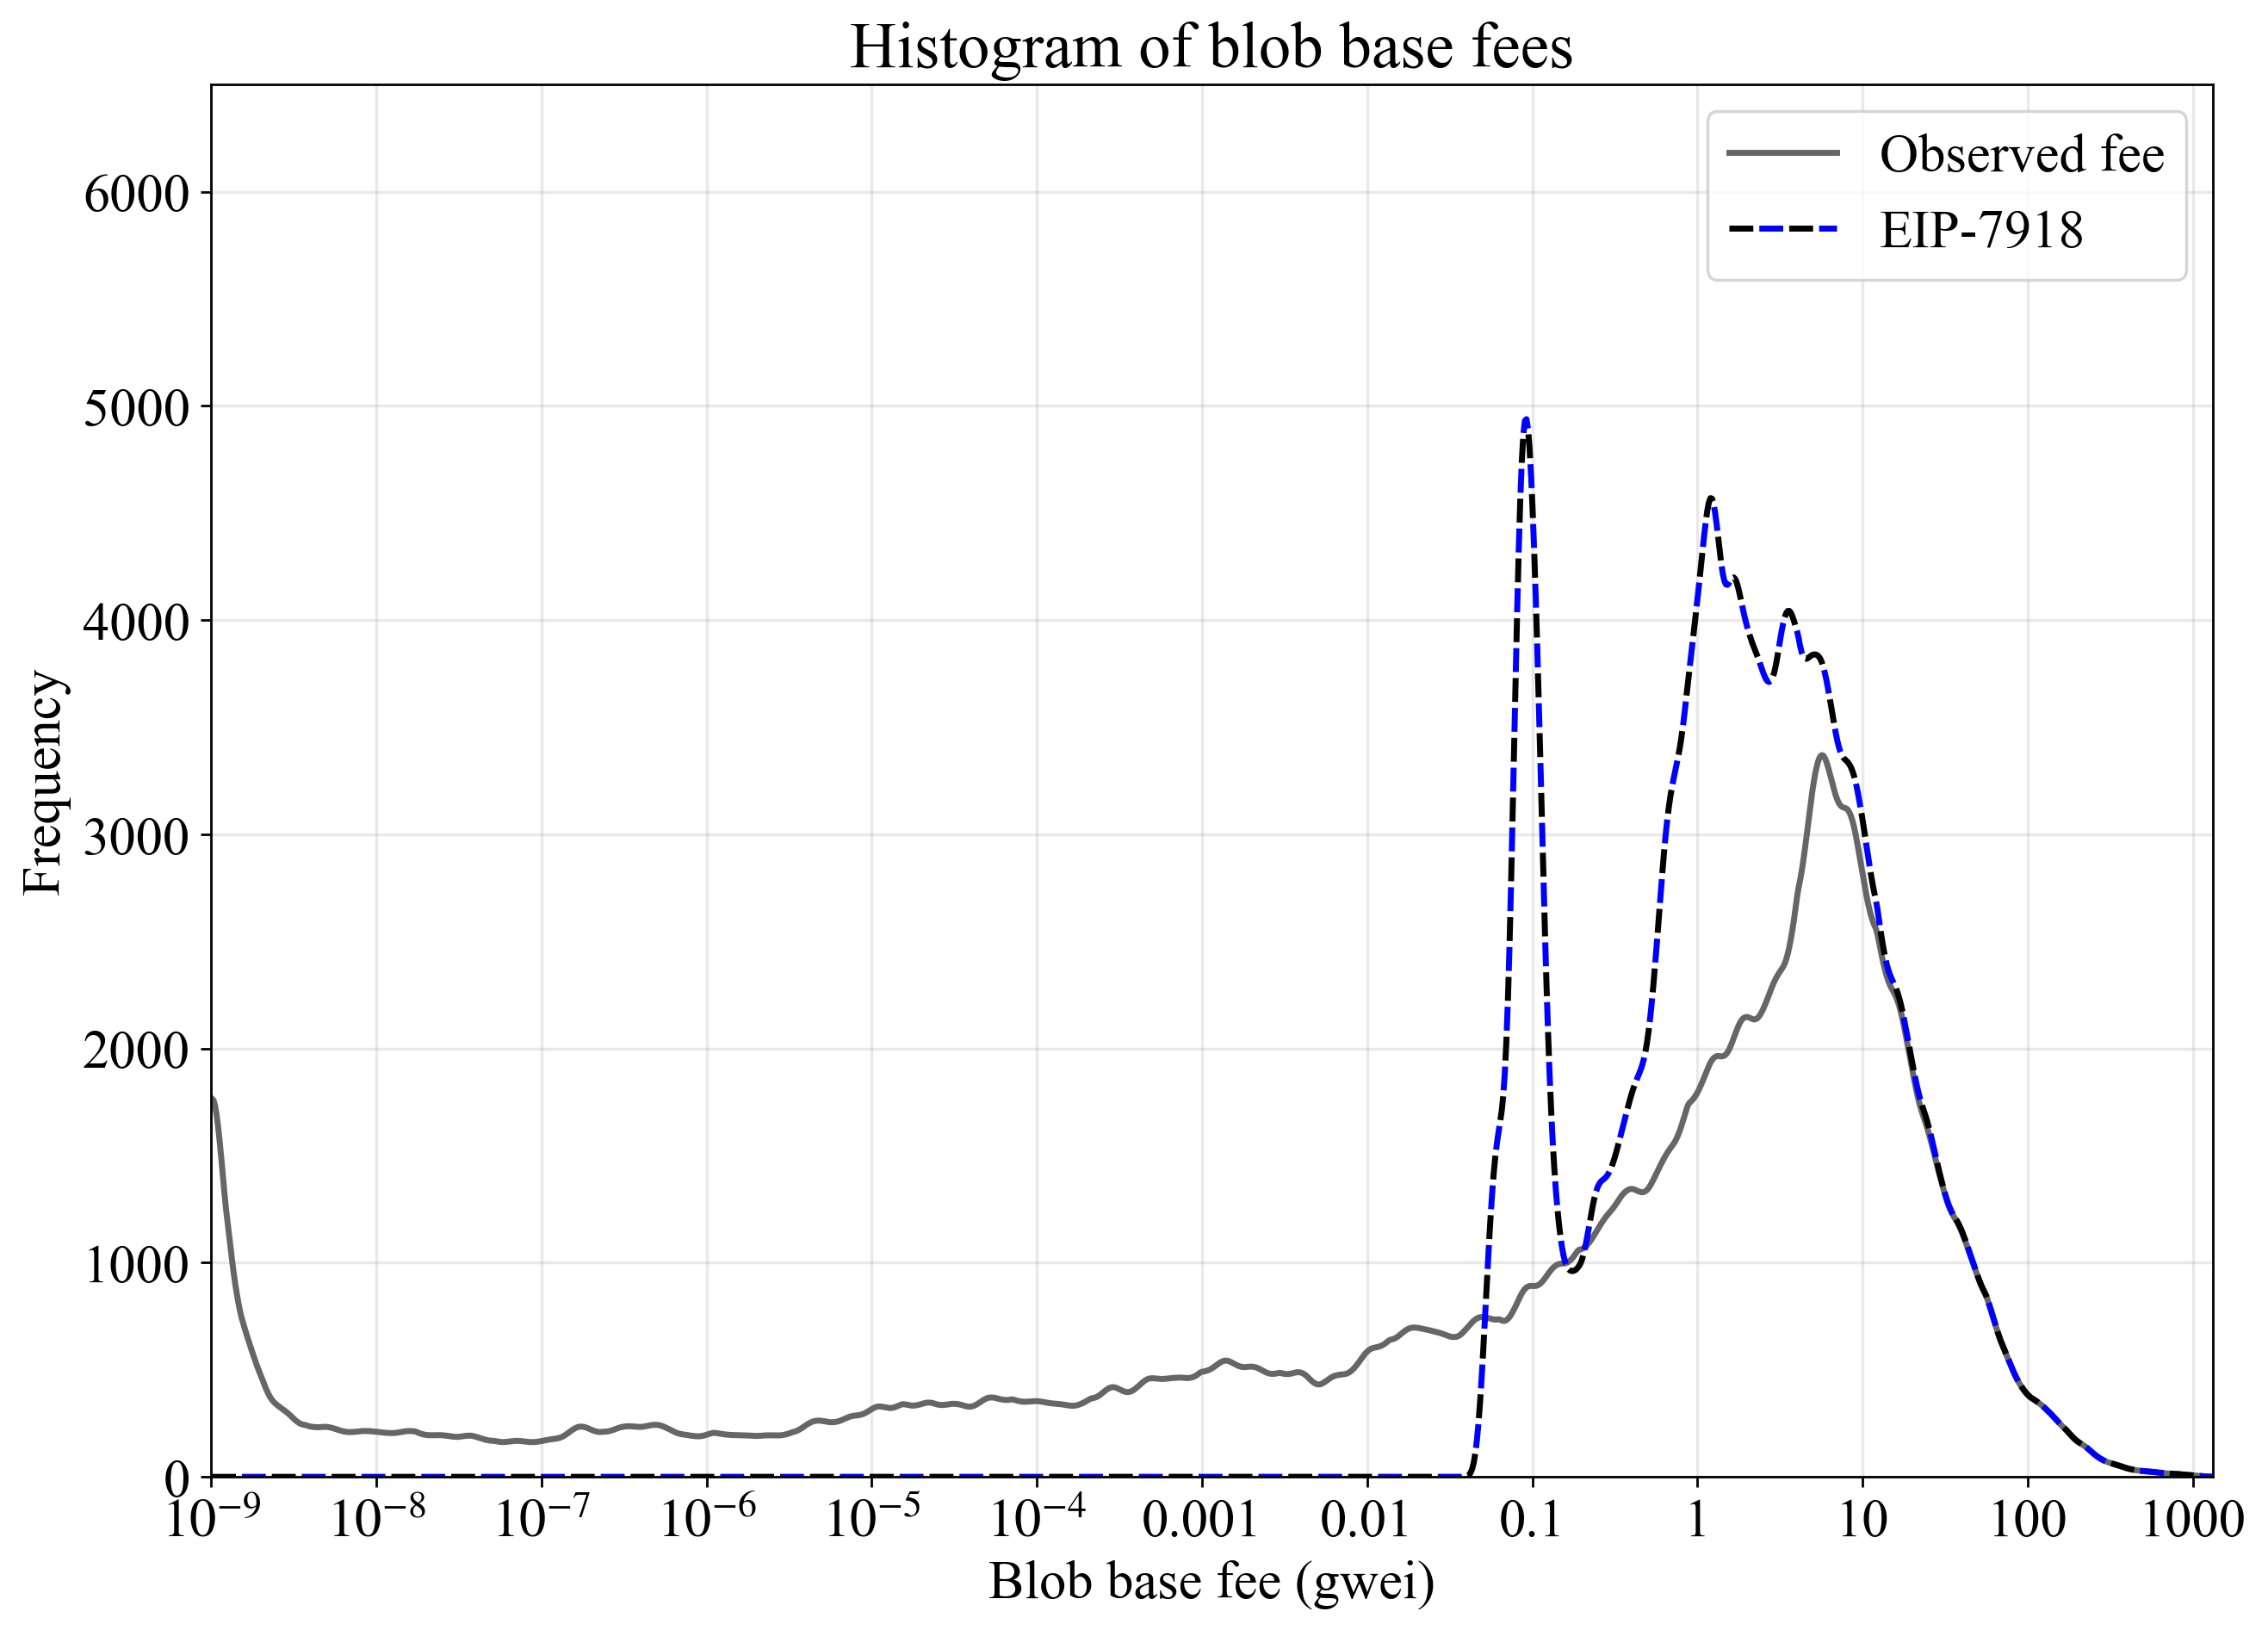 Histogram of blob base fees
Observed fee
EIP-7918
Frequency
6000
5000
4000
3000
2000
1000
0
10⁻⁹ 10⁻⁸ 10⁻⁷ 10⁻⁶ 10⁻⁵ 10⁻⁴ 0.001 0.01 0.1 1 10 100 1000
Blob base fee (gwei)